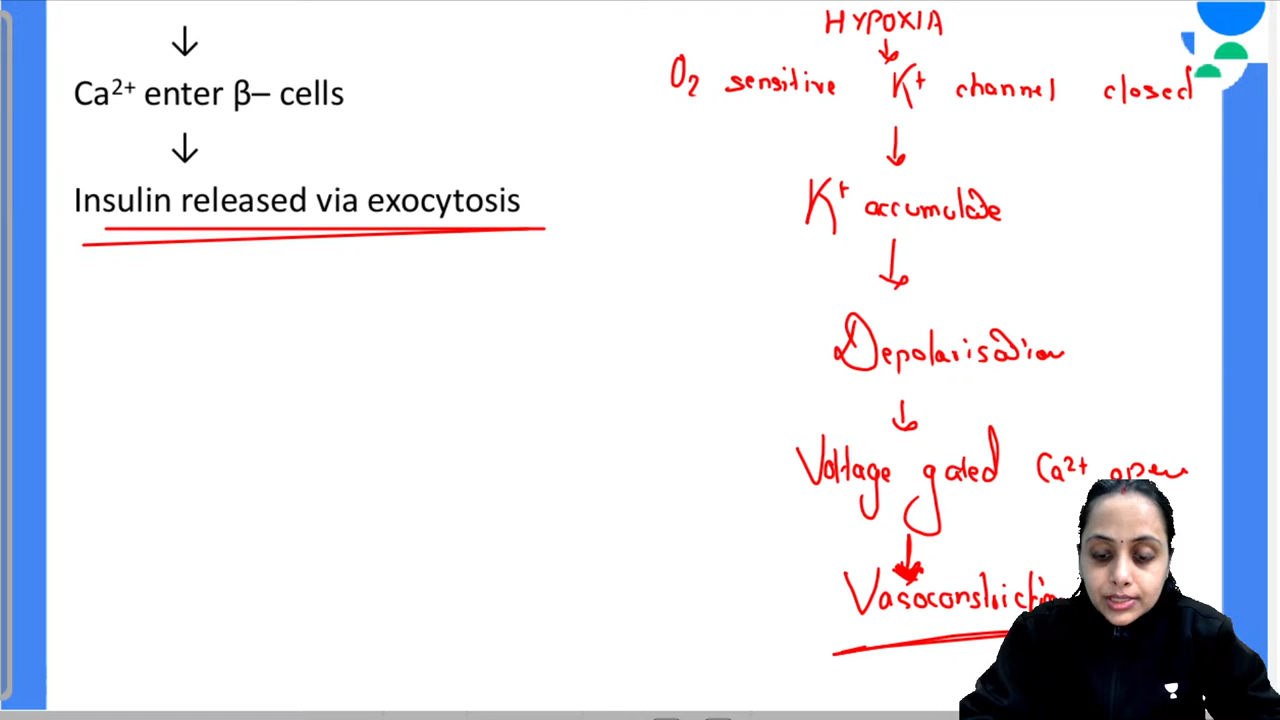 ↓
Ca²⁺ enter β– cells
↓
Insulin released via exocytosis
HYPOXIA
↓
O₂ sensitive K⁺ channel closed
↓
K⁺ accumulate
↓
Depolarisation
↓
Voltage gated Ca²⁺ open
↓
Vasoconstriction